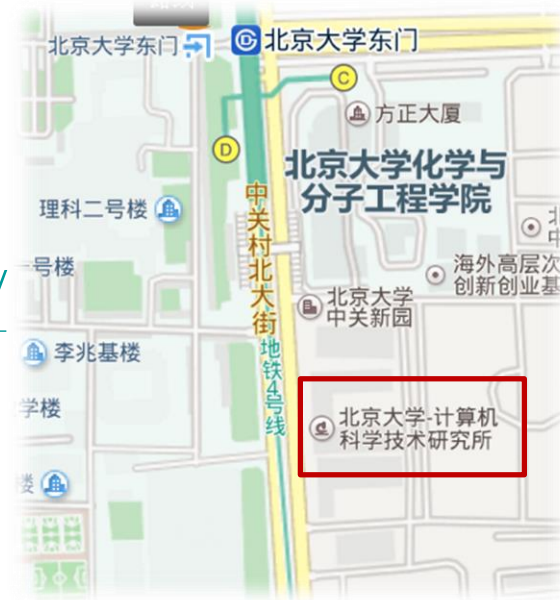 北京大学东门
北京大学东门
C
方正大厦
D
北京大学化学与
分子工程学院
理科二号楼
中关村北大街
海外高层次
创新创业基
号楼
北京大学
中关新园
地铁4号线
李兆基楼
学楼
北京大学-计算机
科学技术研究所
楼